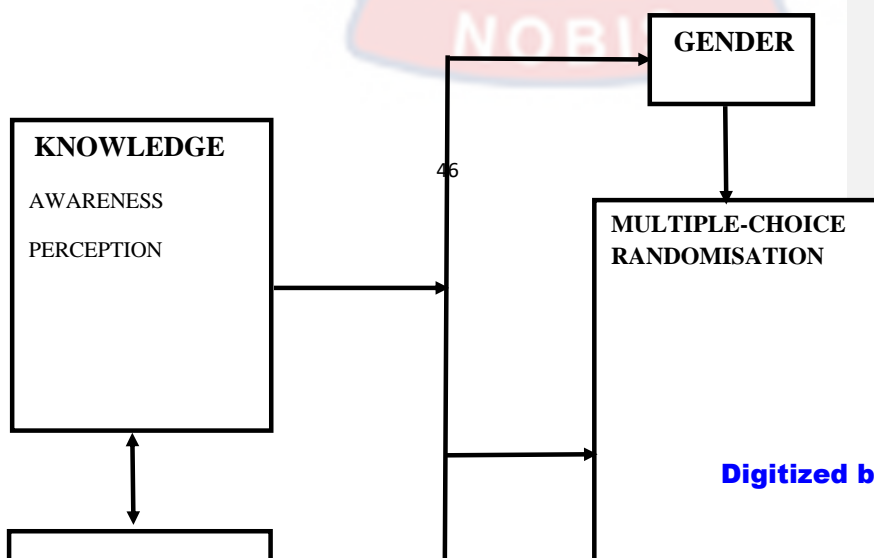 NOBIS
GENDER
KNOWLEDGE
AWARENESS
PERCEPTION
46
MULTIPLE-CHOICE
RANDOMISATION
Digitized b